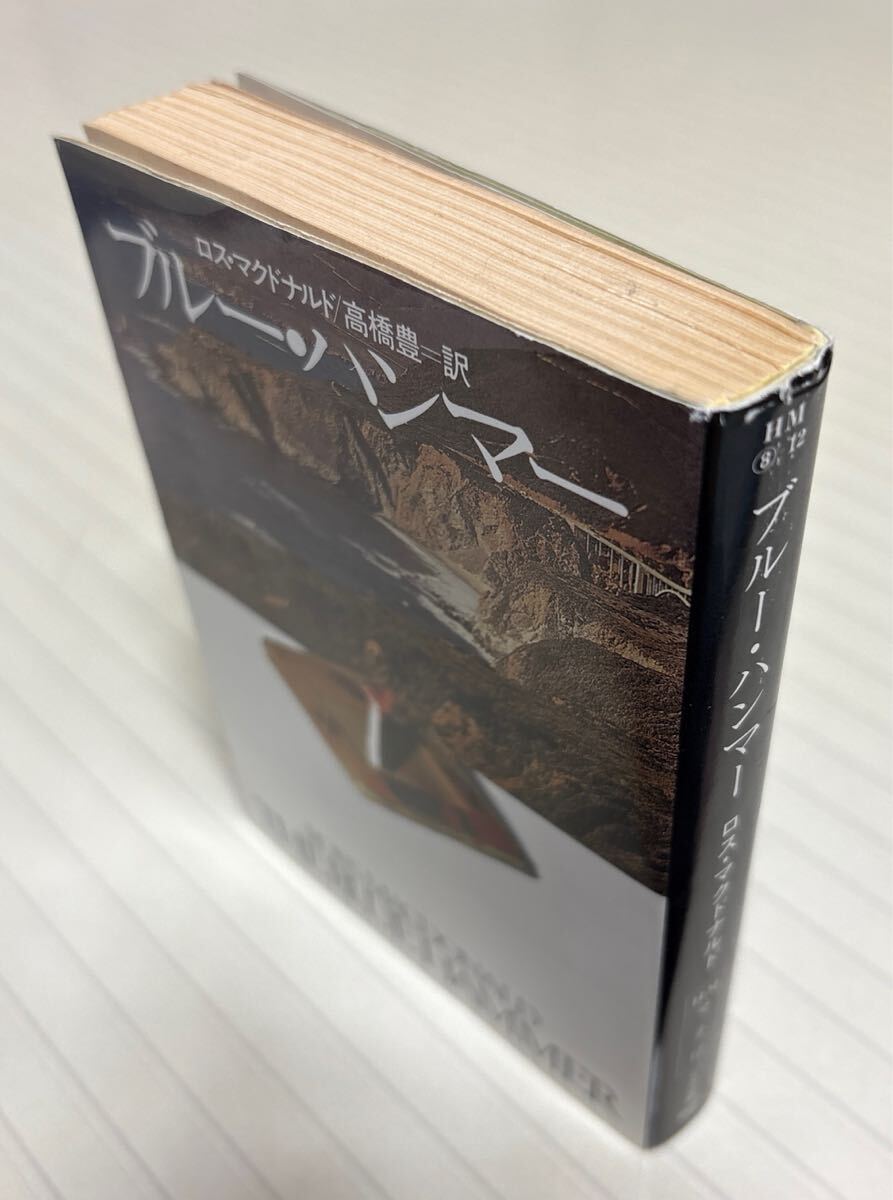 ロス・マクドナルド/高橋豊=訳
ブルー・ハンマー
HM
⑧ 12
ブルー・ハンマー
ロス・マクドナルド